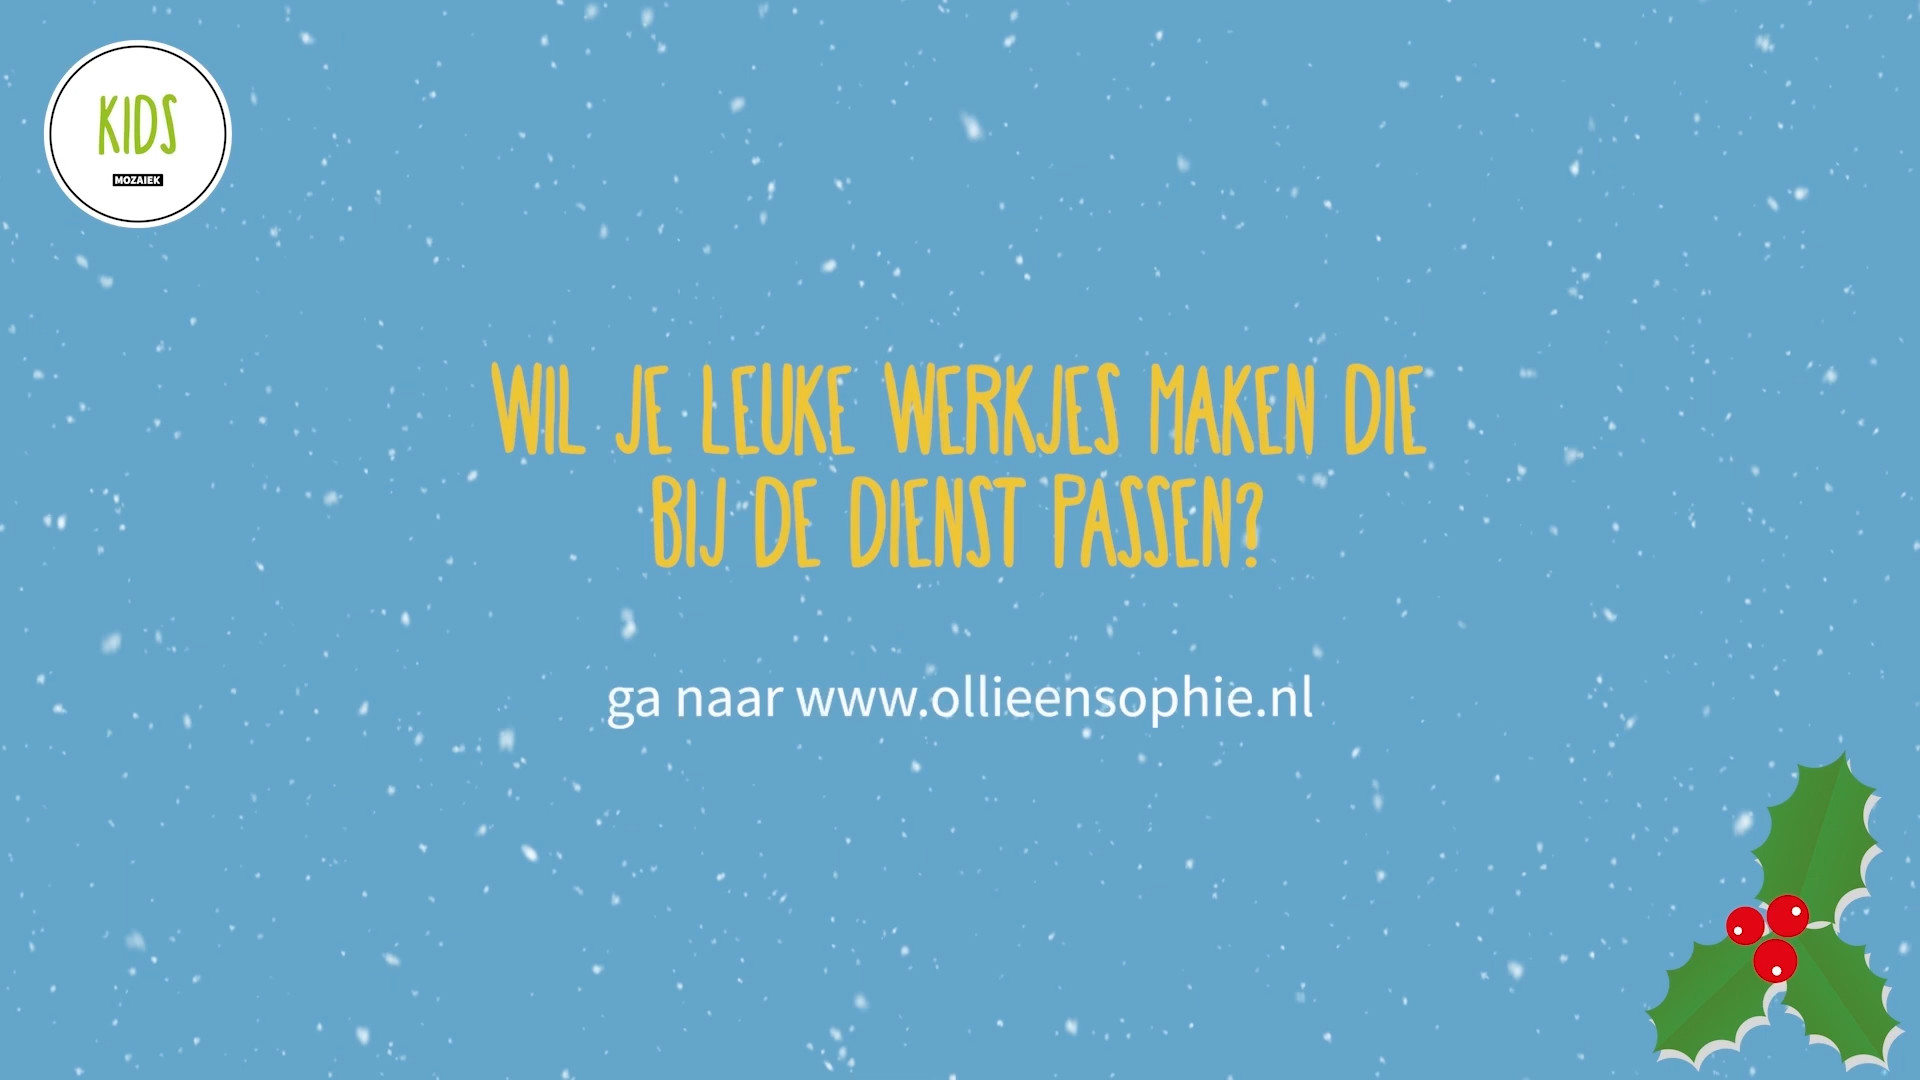 KIDS
MOZAIEK
WIL JE LEUKE WERKJES MAKEN DIE
BIJ DE DIENST PASSEN?
ga naar www.ollieensophie.nl